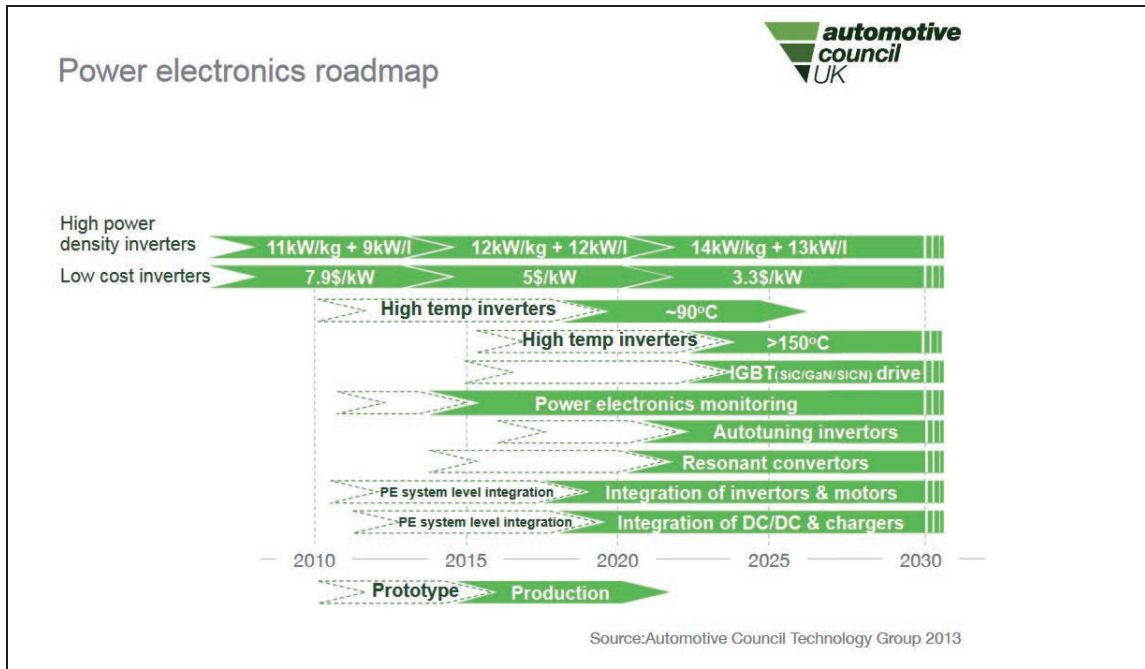 automotive
council
UK
Power electronics roadmap
High power
density inverters
11kW/kg + 9kW/l
12kW/kg + 12kW/l
14kW/kg + 13kW/l
Low cost inverters
7.9$/kW
5$/kW
3.3$/kW
High temp inverters
~90°C
High temp inverters
>150°C
IGBT(SiC/GaN/SiCN) drive
Power electronics monitoring
Autotuning invertors
Resonant convertors
PE system level integration
Integration of invertors & motors
PE system level integration
Integration of DC/DC & chargers
2010
2015
2020
2025
2030
Prototype
Production
Source:Automotive Council Technology Group 2013